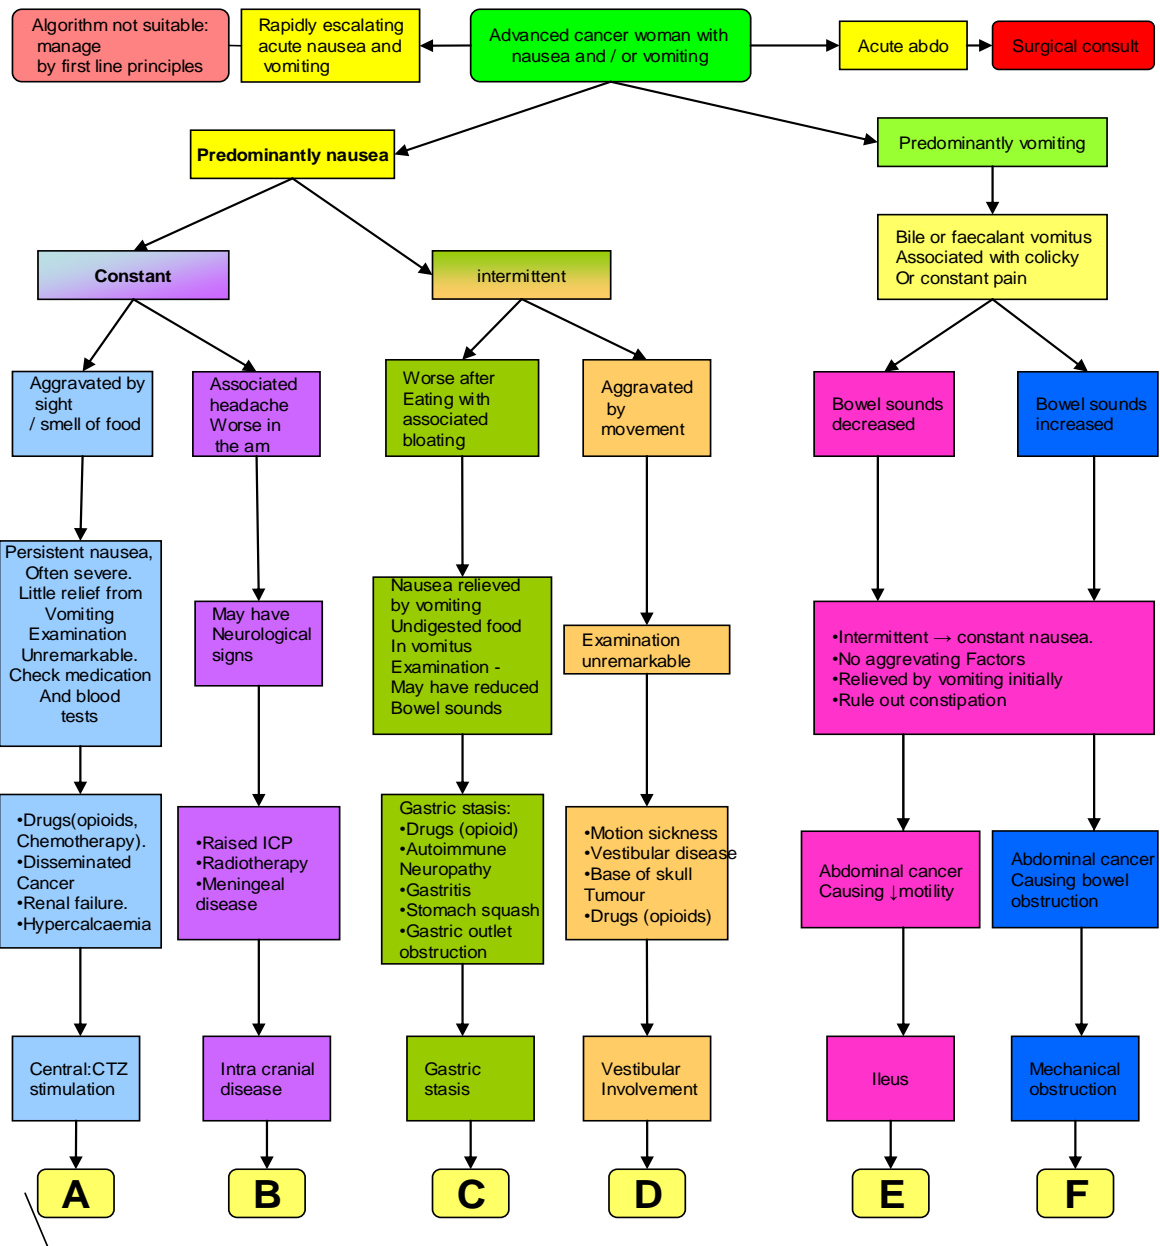 Algorithm not suitable:
manage
by first line principles
Rapidly escalating
acute nausea and
vomiting
Advanced cancer woman with
nausea and / or vomiting
Acute abdo
Surgical consult
Predominantly nausea
Predominantly vomiting
Constant
intermittent
Bile or faecalant vomitus
Associated with colicky
Or constant pain
Aggravated by
sight
/ smell of food
Associated
headache
Worse in
the am
Worse after
Eating with
associated
bloating
Aggravated
by
movement
Bowel sounds
decreased
Bowel sounds
increased
Persistent nausea,
Often severe.
Little relief from
Vomiting
Examination
Unremarkable.
Check medication
And blood
tests
May have
Neurological
signs
Nausea relieved
by vomiting
Undigested food
In vomitus
Examination -
May have reduced
Bowel sounds
Examination
unremarkable
•Intermittent → constant nausea.
•No aggrevating Factors
•Relieved by vomiting initially
•Rule out constipation
•Drugs(opioids,
Chemotherapy).
•Disseminated
Cancer
•Renal failure.
•Hypercalcaemia
•Raised ICP
•Radiotherapy
•Meningeal
disease
Gastric stasis:
•Drugs (opioid)
•Autoimmune
Neuropathy
•Gastritis
•Stomach squash
•Gastric outlet
obstruction
•Motion sickness
•Vestibular disease
•Base of skull
Tumour
•Drugs (opioids)
Abdominal cancer
Causing ↓motility
Abdominal cancer
Causing bowel
obstruction
Central:CTZ
stimulation
Intra cranial
disease
Gastric
stasis
Vestibular
Involvement
Ileus
Mechanical
obstruction
A
B
C
D
E
F